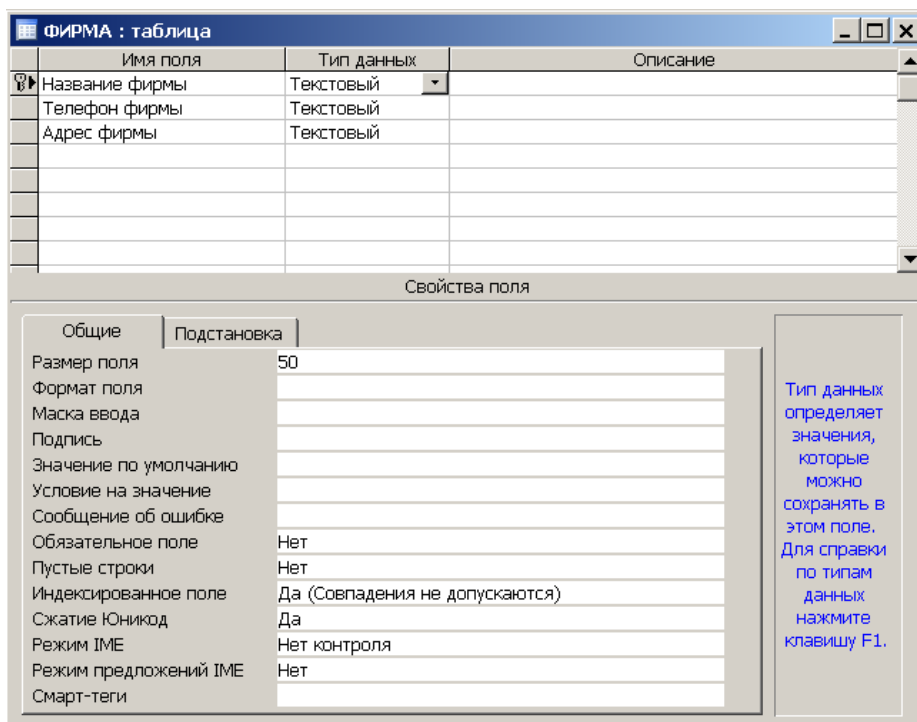 ФИРМА : таблица
Имя поля Тип данных Описание
Название фирмы Текстовый
Телефон фирмы Текстовый
Адрес фирмы Текстовый
Свойства поля
Общие Подстановка
Размер поля 50
Формат поля
Маска ввода
Подпись
Значение по умолчанию
Условие на значение
Сообщение об ошибке
Обязательное поле Нет
Пустые строки Нет
Индексированное поле Да (Совпадения не допускаются)
Сжатие Юникод Да
Режим IME Нет контроля
Режим предложений IME Нет
Смарт-теги
Тип данных
определяет
значения,
которые
можно
сохранять в
этом поле.
Для справки
по типам
данных
нажмите
клавишу F1.